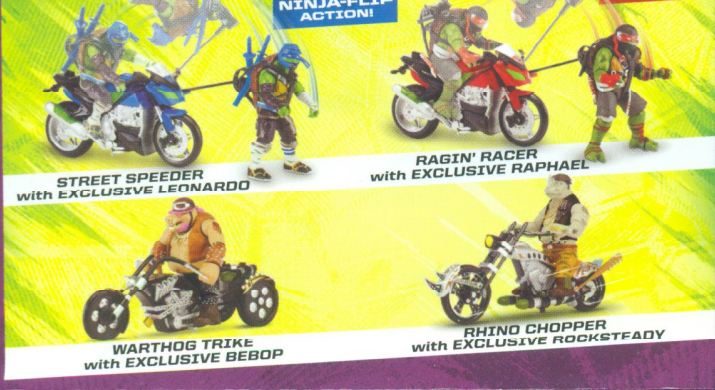 NINJA-FLIP
ACTION!
STREET SPEEDER
with EXCLUSIVE LEONARDO
RAGIN' RACER
with EXCLUSIVE RAPHAEL
WARTHOG TRIKE
with EXCLUSIVE BEBOP
RHINO CHOPPER
with EXCLUSIVE ROCKSTEADY